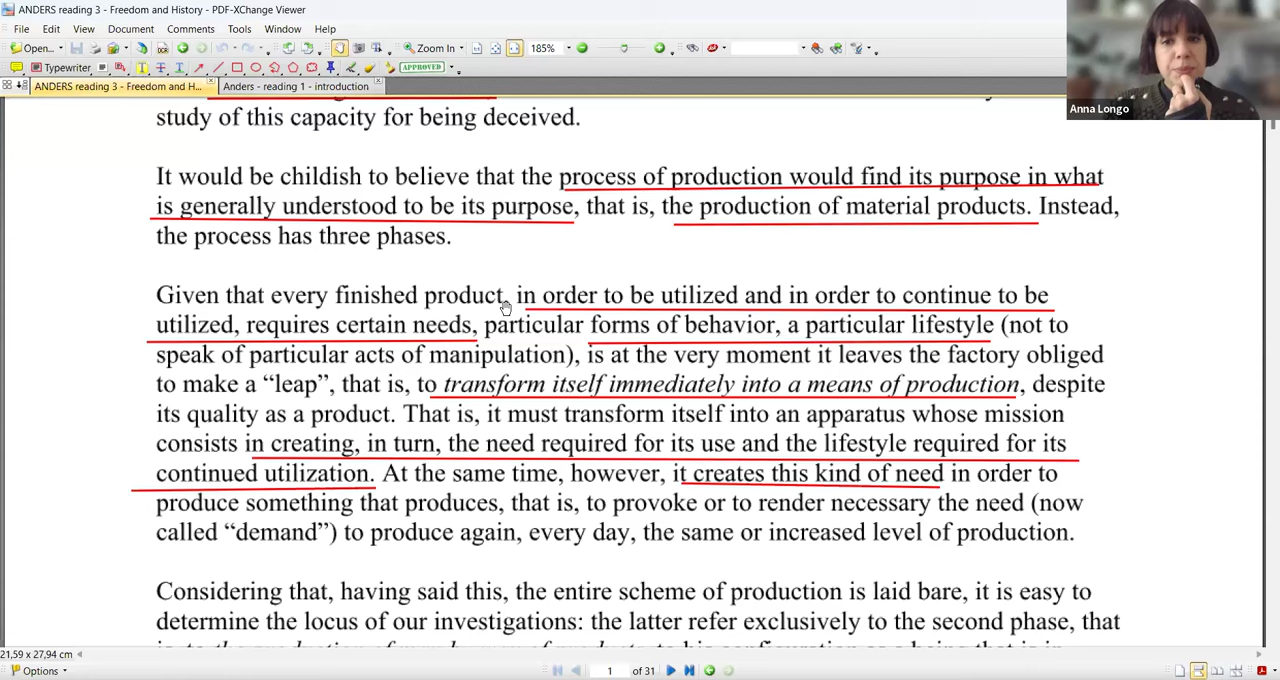 ANDERS reading 3 - Freedom and History - PDF-XChange Viewer
File Edit View Document Comments Tools Window Help
Open... Zoom In 185%
Typewriter APPROVED
ANDERS reading 3 - Freedom and H... Anders - reading 1 - introduction
Anna Longo
study of this capacity for being deceived.
It would be childish to believe that the process of production would find its purpose in what
is generally understood to be its purpose, that is, the production of material products. Instead,
the process has three phases.
Given that every finished product, in order to be utilized and in order to continue to be
utilized, requires certain needs, particular forms of behavior, a particular lifestyle (not to
speak of particular acts of manipulation), is at the very moment it leaves the factory obliged
to make a “leap”, that is, to transform itself immediately into a means of production, despite
its quality as a product. That is, it must transform itself into an apparatus whose mission
consists in creating, in turn, the need required for its use and the lifestyle required for its
continued utilization. At the same time, however, it creates this kind of need in order to
produce something that produces, that is, to provoke or to render necessary the need (now
called “demand”) to produce again, every day, the same or increased level of production.
Considering that, having said this, the entire scheme of production is laid bare, it is easy to
determine the locus of our investigations: the latter refer exclusively to the second phase, that
21,59 x 27,94 cm
Options 1 of 31